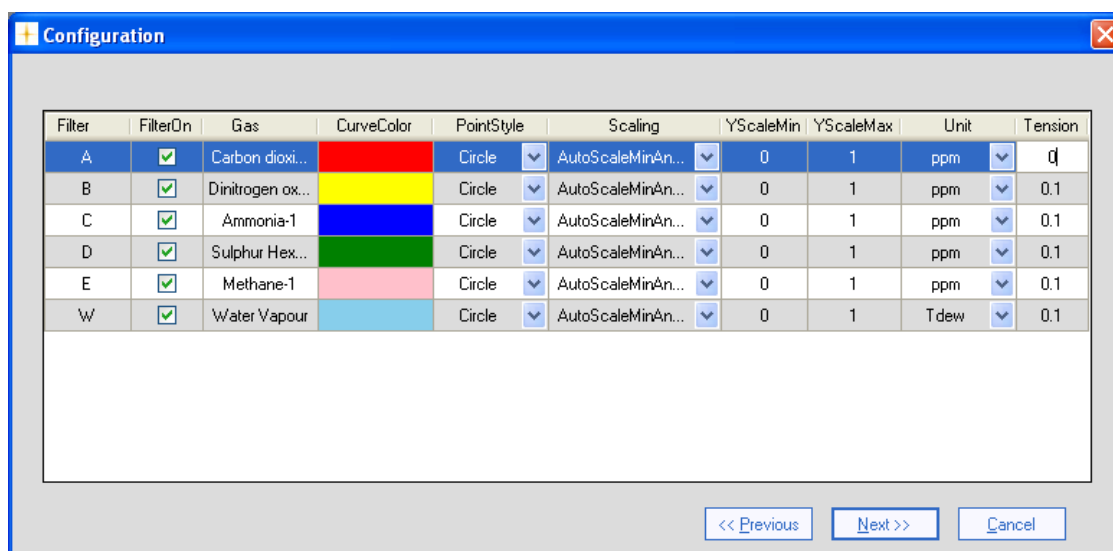 Configuration
Filter FilterOn Gas CurveColor PointStyle Scaling YScaleMin YScaleMax Unit Tension
A Carbon dioxi... Circle AutoScaleMinAn... 0 1 ppm 0
B Dinitrogen ox... Circle AutoScaleMinAn... 0 1 ppm 0.1
C Ammonia-1 Circle AutoScaleMinAn... 0 1 ppm 0.1
D Sulphur Hex... Circle AutoScaleMinAn... 0 1 ppm 0.1
E Methane-1 Circle AutoScaleMinAn... 0 1 ppm 0.1
W Water Vapour Circle AutoScaleMinAn... 0 1 Tdew 0.1
<< Previous Next >> Cancel